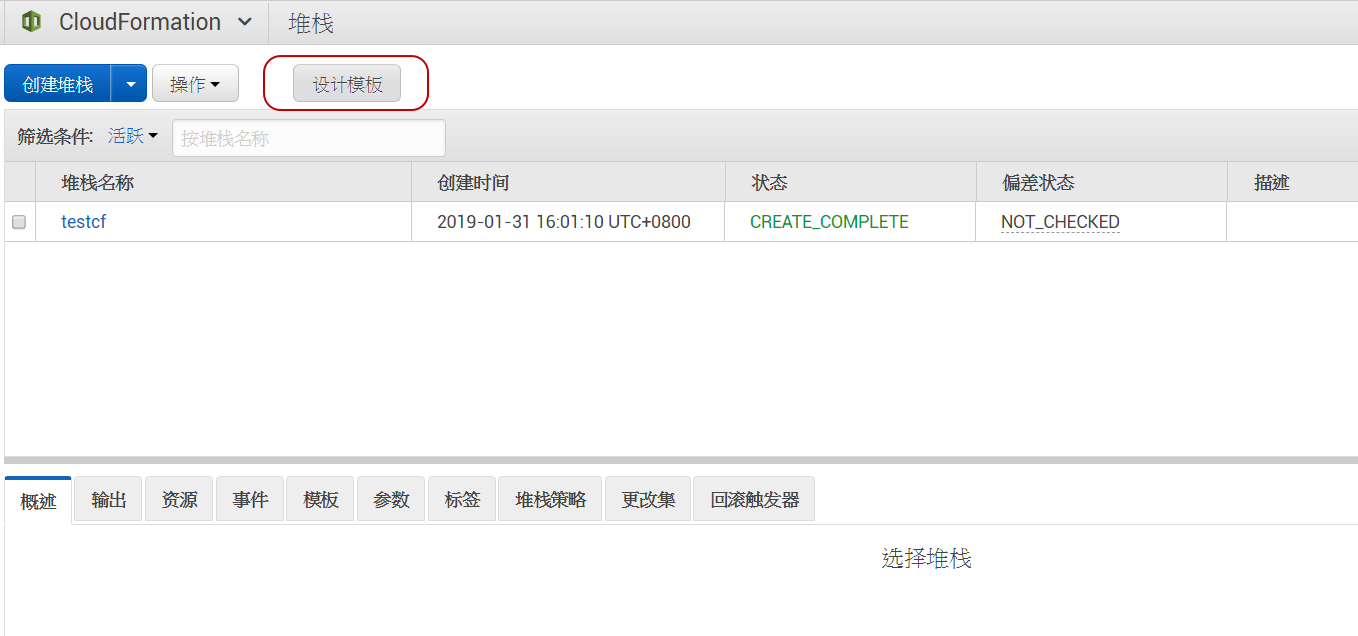 CloudFormation 堆栈
创建堆栈 操作 设计模板
筛选条件: 活跃 按堆栈名称
堆栈名称 创建时间 状态 偏差状态 描述
testcf 2019-01-31 16:01:10 UTC+0800 CREATE_COMPLETE NOT_CHECKED
概述 输出 资源 事件 模板 参数 标签 堆栈策略 更改集 回滚触发器
选择堆栈